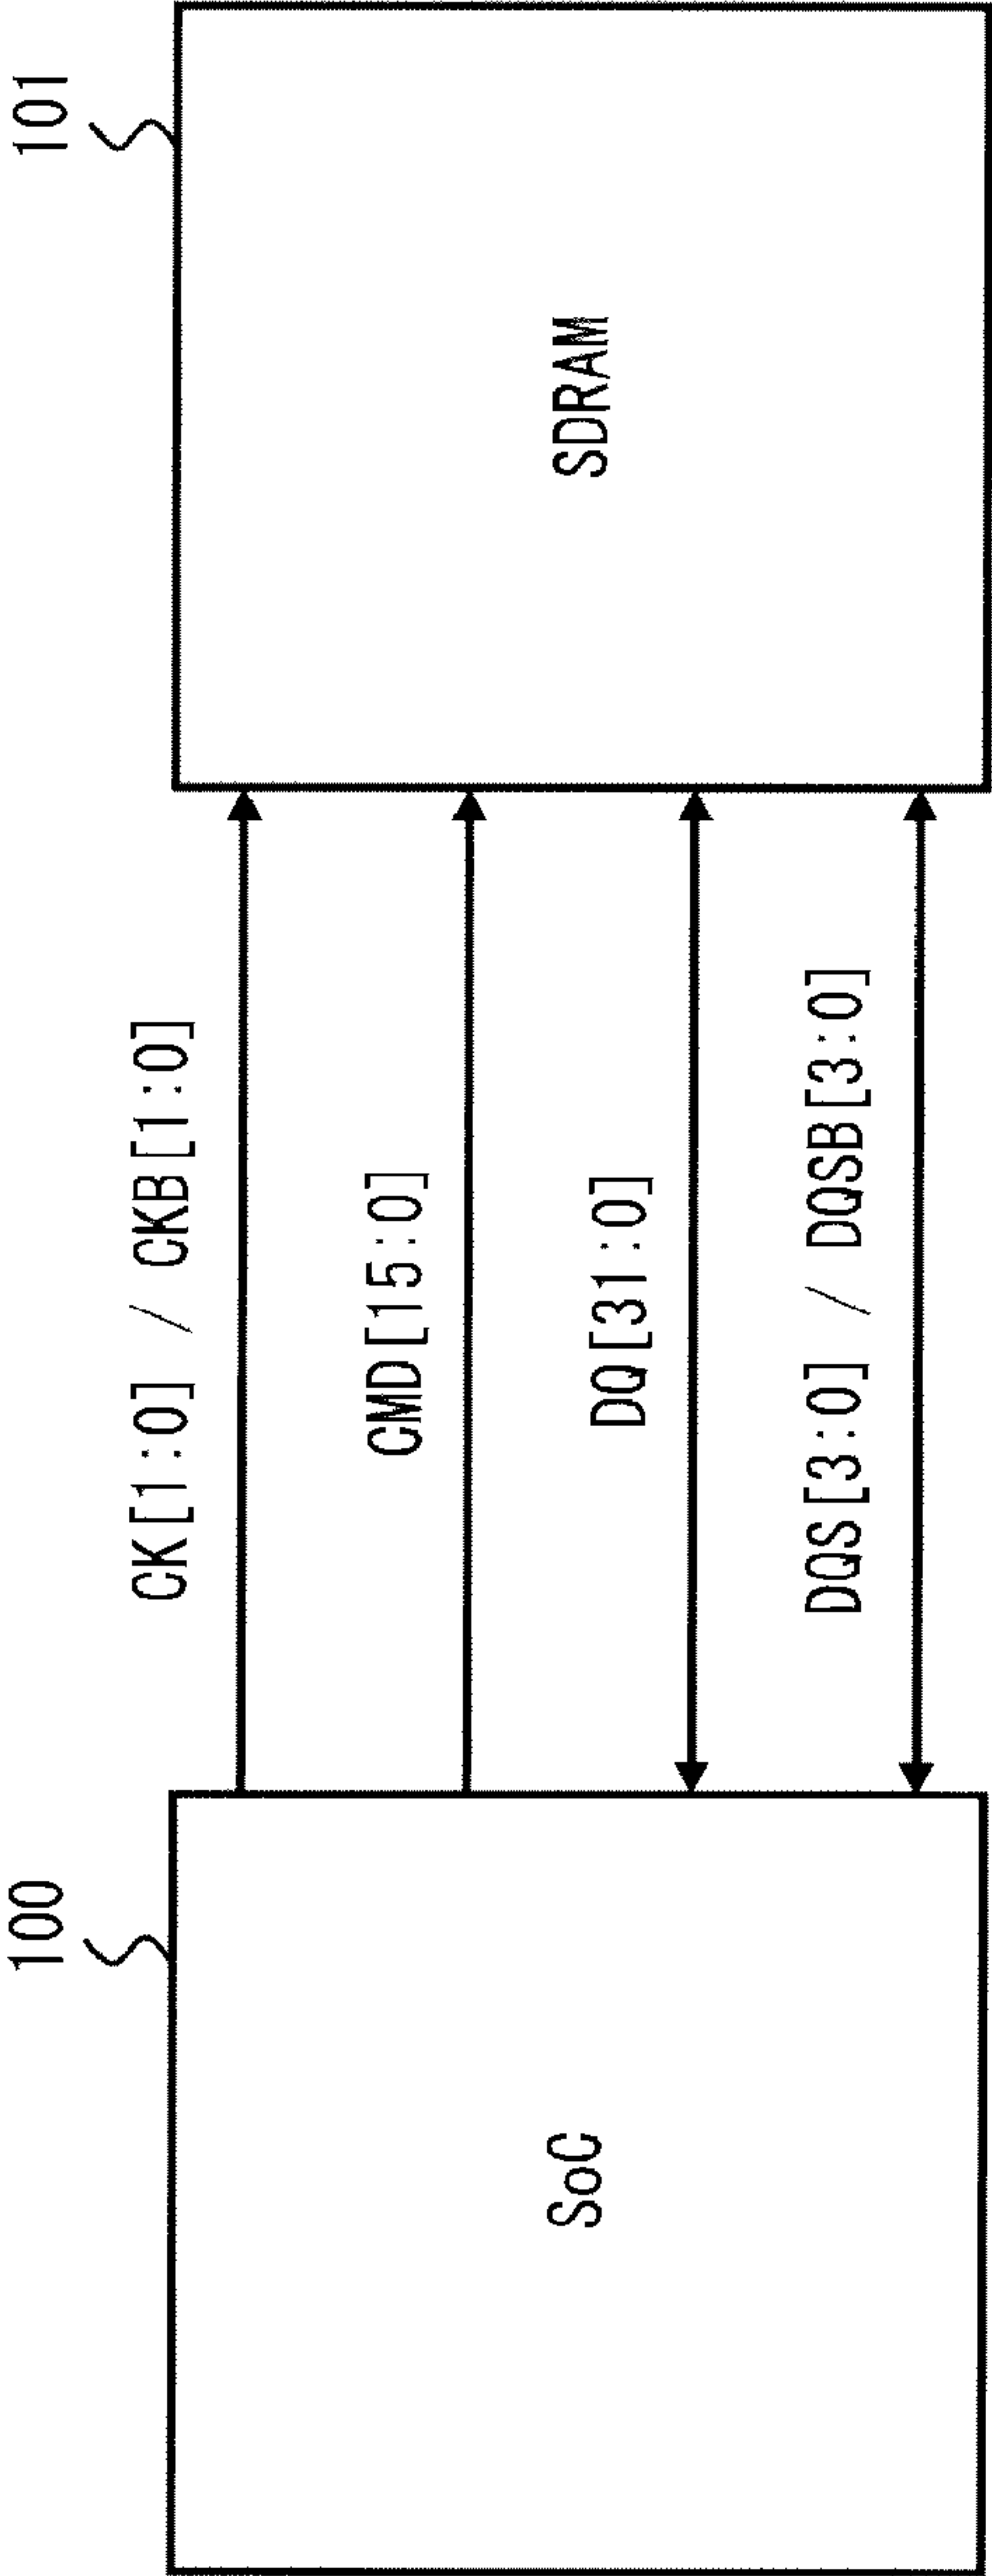 100
101
SoC
CK[1:0] / CKB[1:0]
CMD[15:0]
DQ[31:0]
DQS[3:0] / DQSB[3:0]
SDRAM